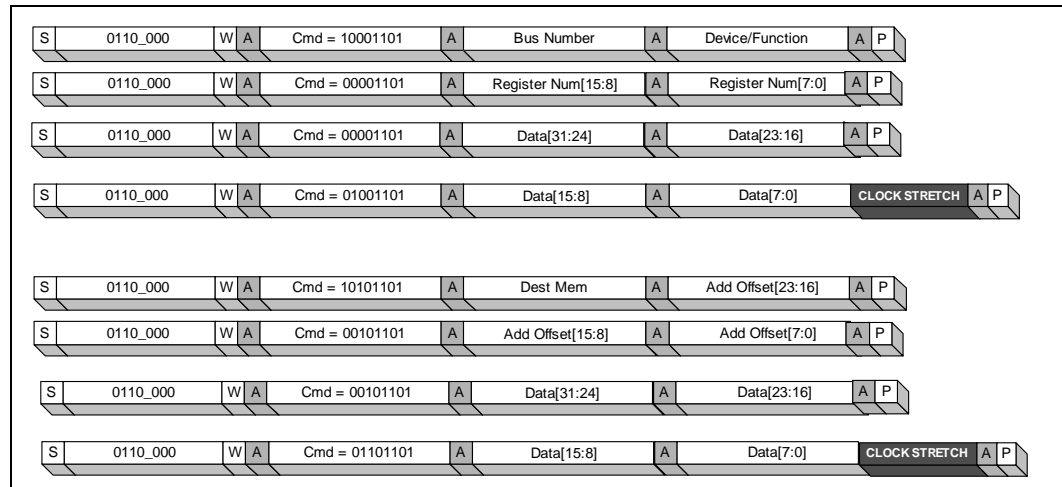 S 0110_000 W A Cmd = 10001101 A Bus Number A Device/Function A P
S 0110_000 W A Cmd = 00001101 A Register Num[15:8] A Register Num[7:0] A P
S 0110_000 W A Cmd = 00001101 A Data[31:24] A Data[23:16] A P
S 0110_000 W A Cmd = 01001101 A Data[15:8] A Data[7:0] CLOCK STRETCH A P
S 0110_000 W A Cmd = 10101101 A Dest Mem A Add Offset[23:16] A P
S 0110_000 W A Cmd = 00101101 A Add Offset[15:8] A Add Offset[7:0] A P
S 0110_000 W A Cmd = 00101101 A Data[31:24] A Data[23:16] A P
S 0110_000 W A Cmd = 01101101 A Data[15:8] A Data[7:0] CLOCK STRETCH A P